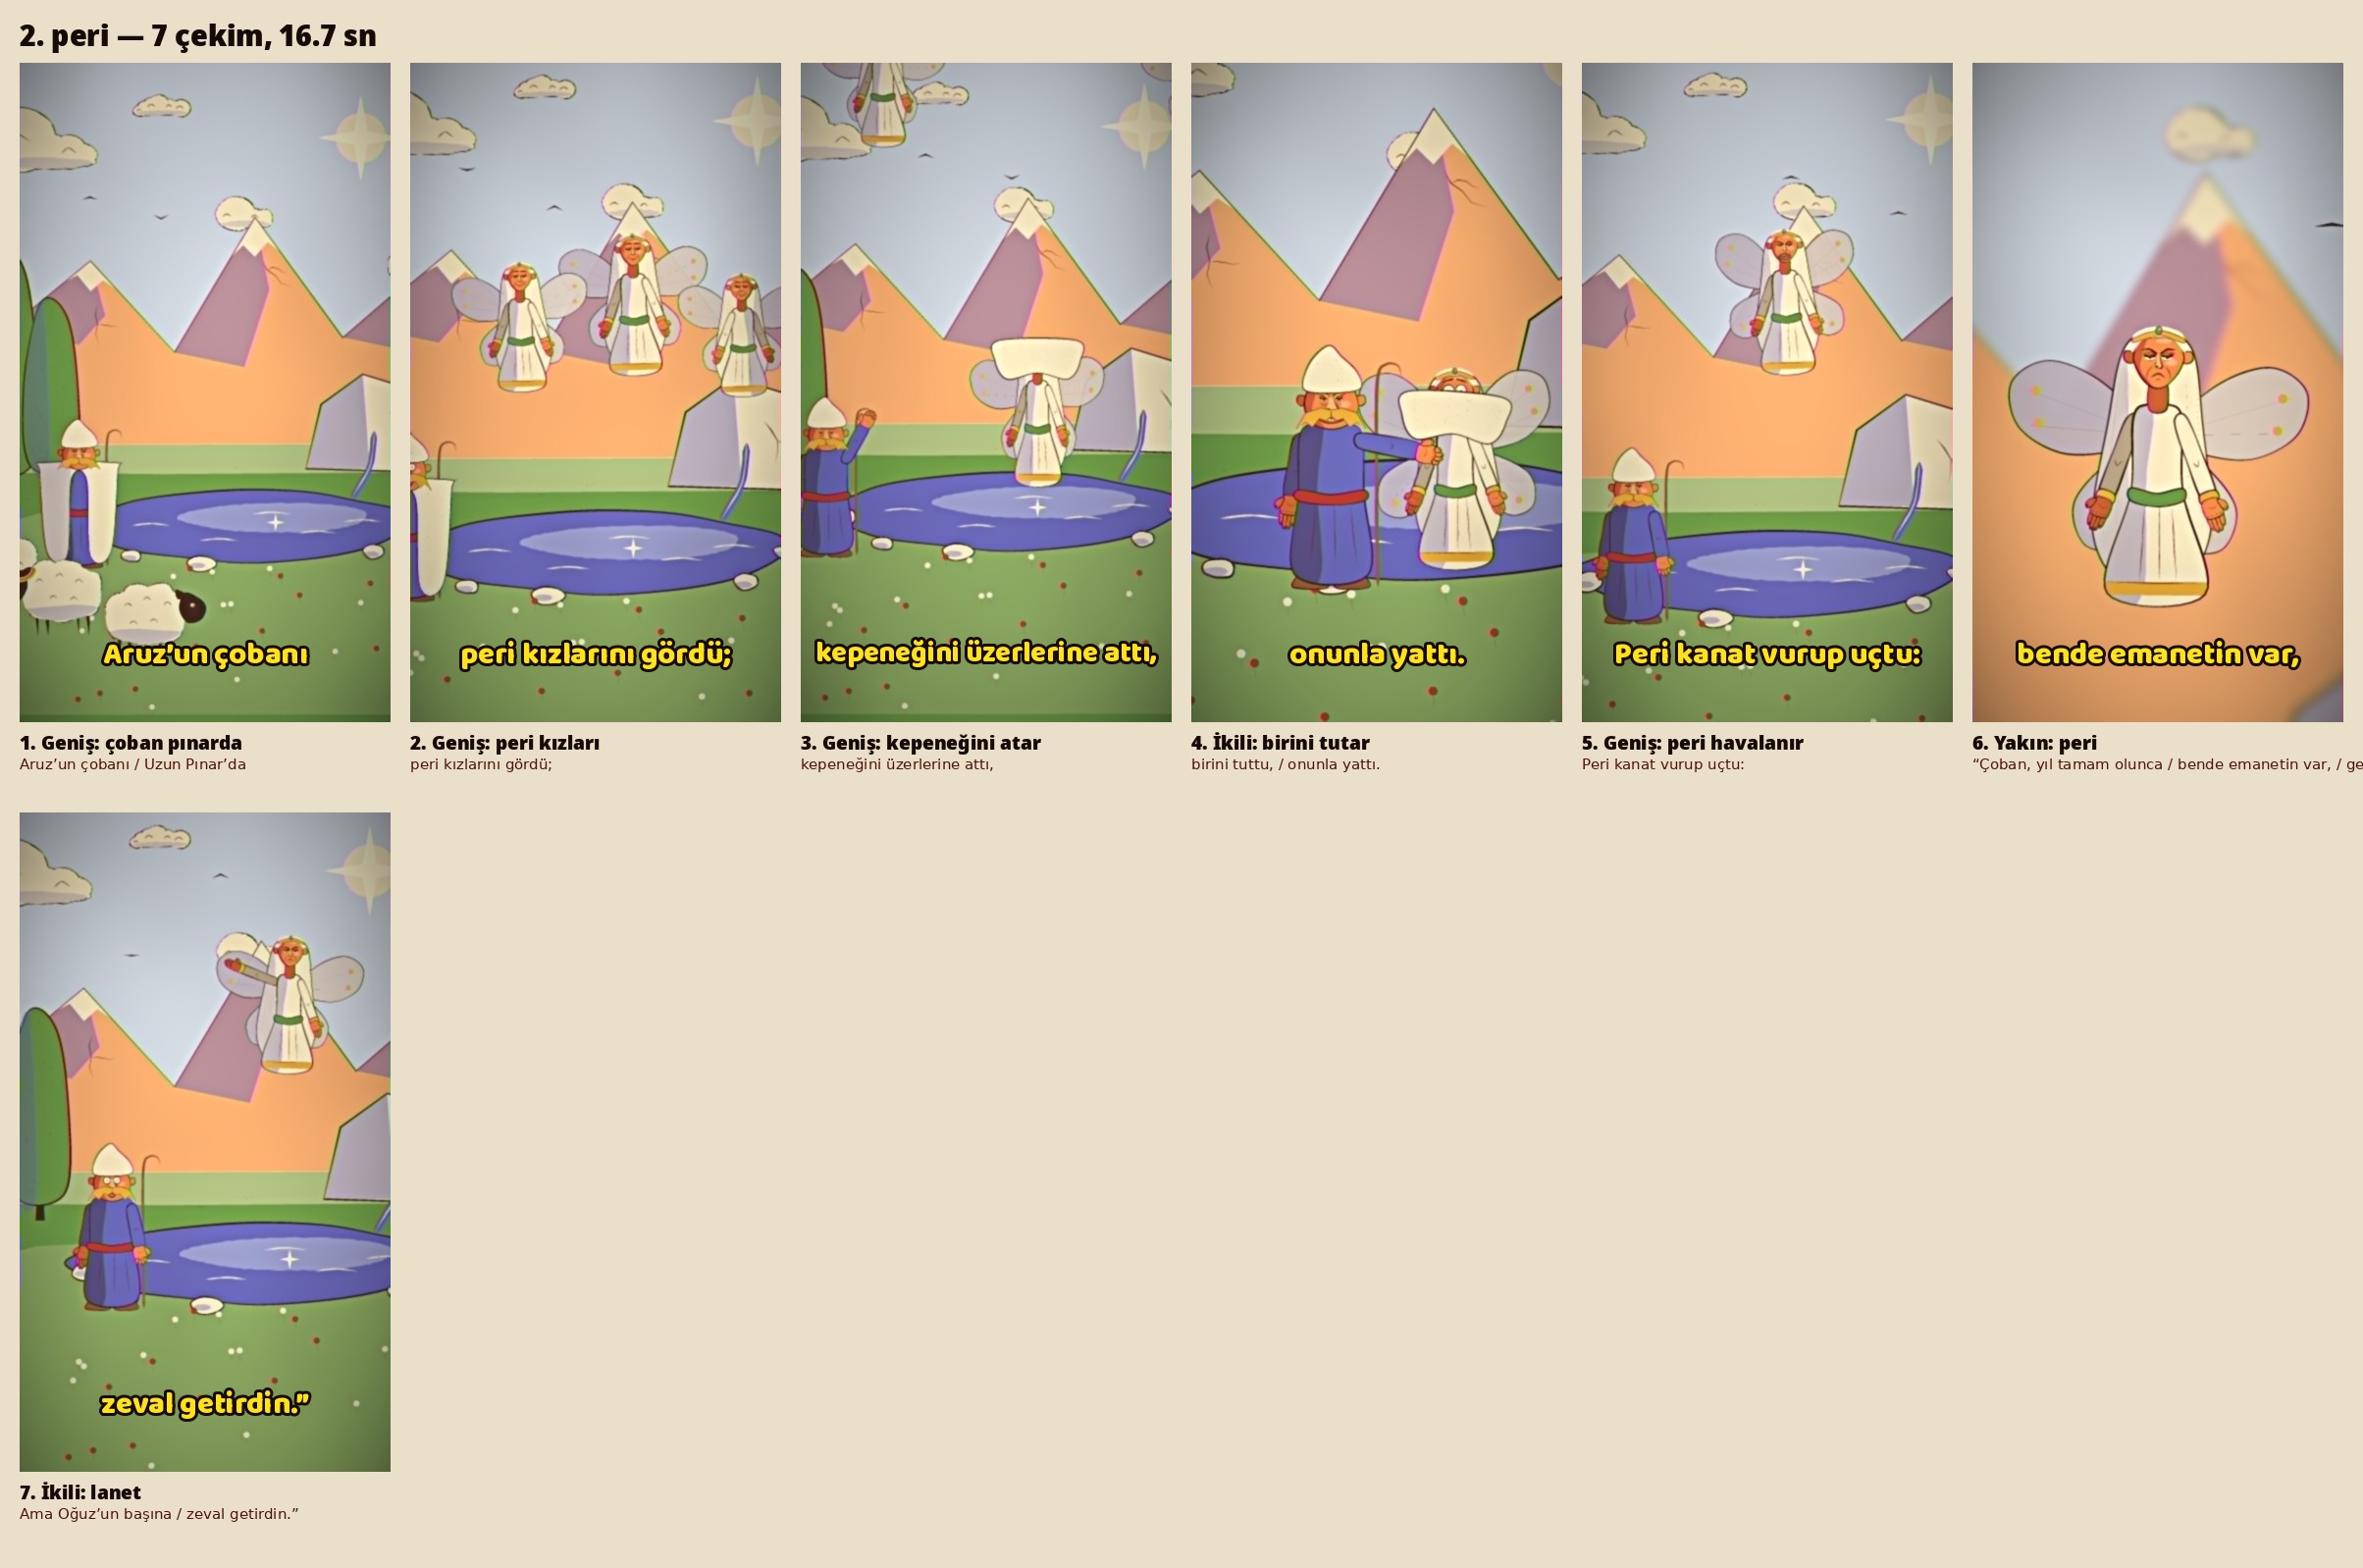 2. peri — 7 çekim, 16.7 sn
Aruz’un çobanı
peri kızlarını gördü;
kepeneğini üzerlerine attı,
onunla yattı.
Peri kanat vurup uçtu:
bende emanetin var,
1. Geniş: çoban pınarda
Aruz’un çobanı / Uzun Pınar’da
2. Geniş: peri kızları
peri kızlarını gördü;
3. Geniş: kepeneğini atar
kepeneğini üzerlerine attı,
4. İkili: birini tutar
birini tuttu, / onunla yattı.
5. Geniş: peri havalanır
Peri kanat vurup uçtu:
6. Yakın: peri
“Çoban, yıl tamam olunca / bende emanetin var, / ge
zeval getirdin.”
7. İkili: lanet
Ama Oğuz’un başına / zeval getirdin.”